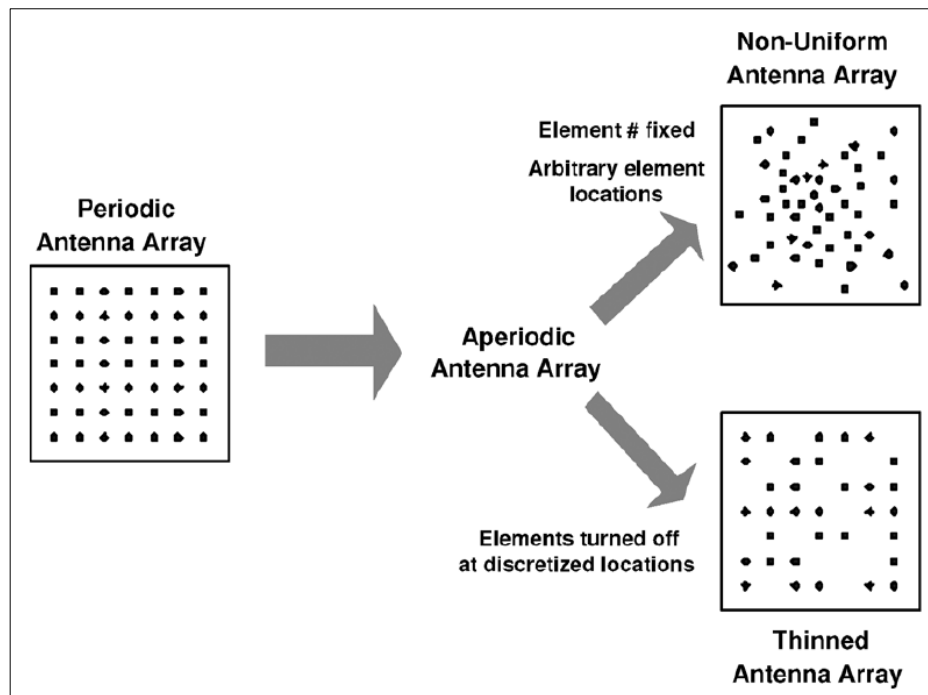 Periodic
Antenna Array
Aperiodic
Antenna Array
Element # fixed
Arbitrary element
locations
Non-Uniform
Antenna Array
Elements turned off
at discretized locations
Thinned
Antenna Array